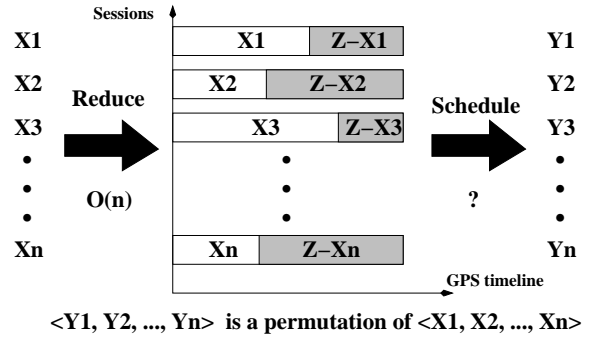 Sessions
X1 X1 Z−X1 Y1
X2 X2 Z−X2 Y2
Reduce Schedule
X3 X3 Z−X3 Y3
O(n) ?
Xn Xn Z−Xn Yn
GPS timeline
<Y1, Y2, ..., Yn> is a permutation of <X1, X2, ..., Xn>